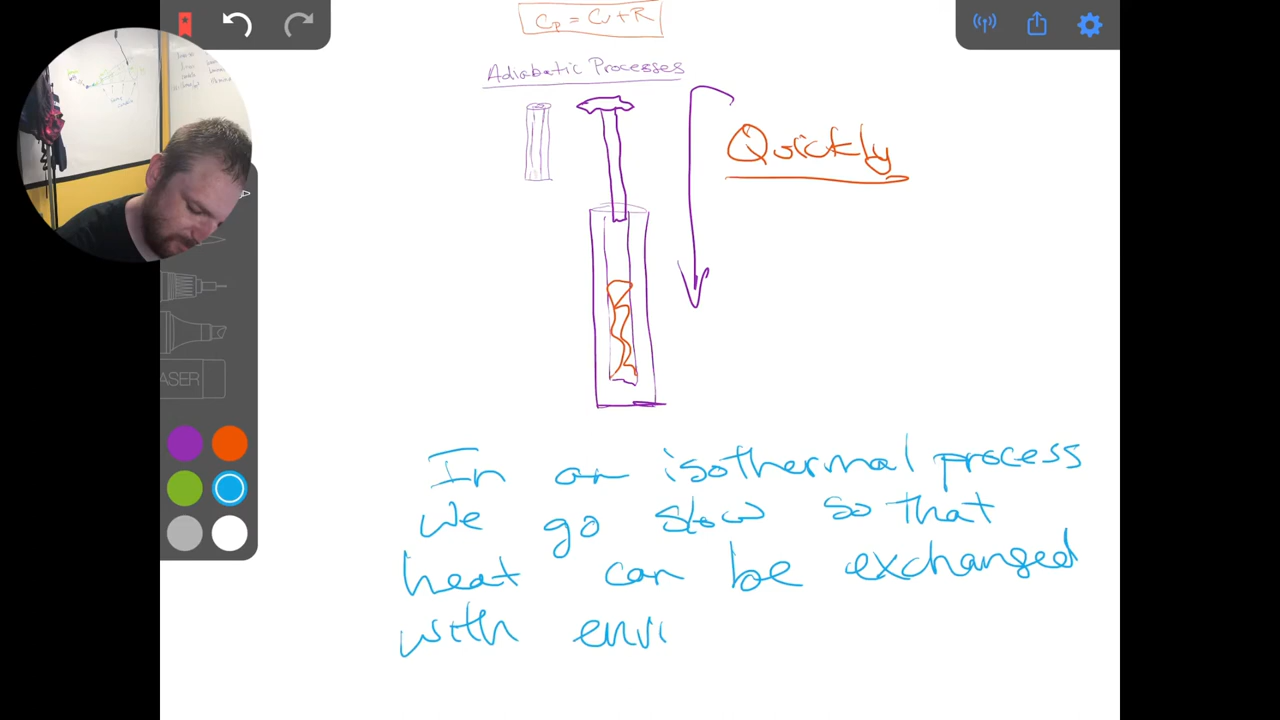 Cp = Cv + R
Adiabatic Processes
Quickly
ASER
In an isothermal process
we go slow so that
heat can be exchanged
with envi